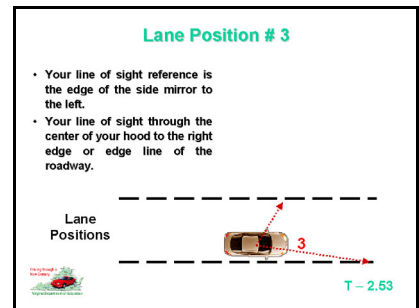 Lane Position # 3
• Your line of sight reference is
the edge of the side mirror to
the left.
• Your line of sight through the
center of your hood to the right
edge or edge line of the
roadway.
Lane
Positions
3
T – 2.53